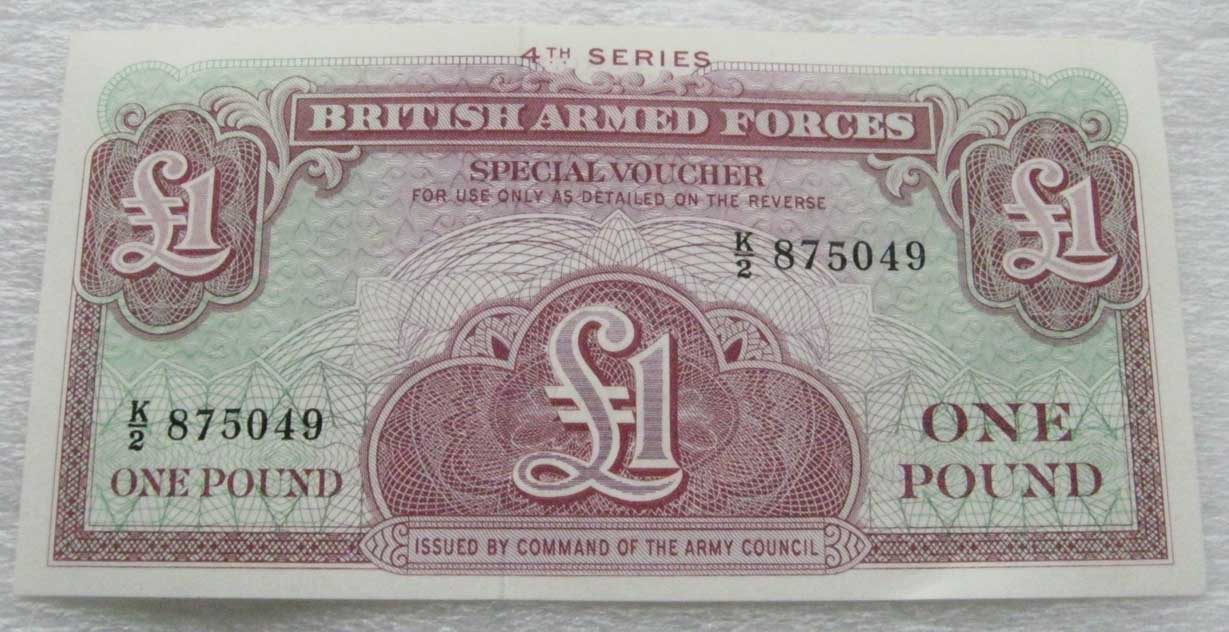 4TH SERIES
BRITISH ARMED FORCES
£1
£1
SPECIAL VOUCHER
FOR USE ONLY AS DETAILED ON THE REVERSE
K/2 875049
£1
K/2 875049
ONE POUND
ONE
POUND
ISSUED BY COMMAND OF THE ARMY COUNCIL